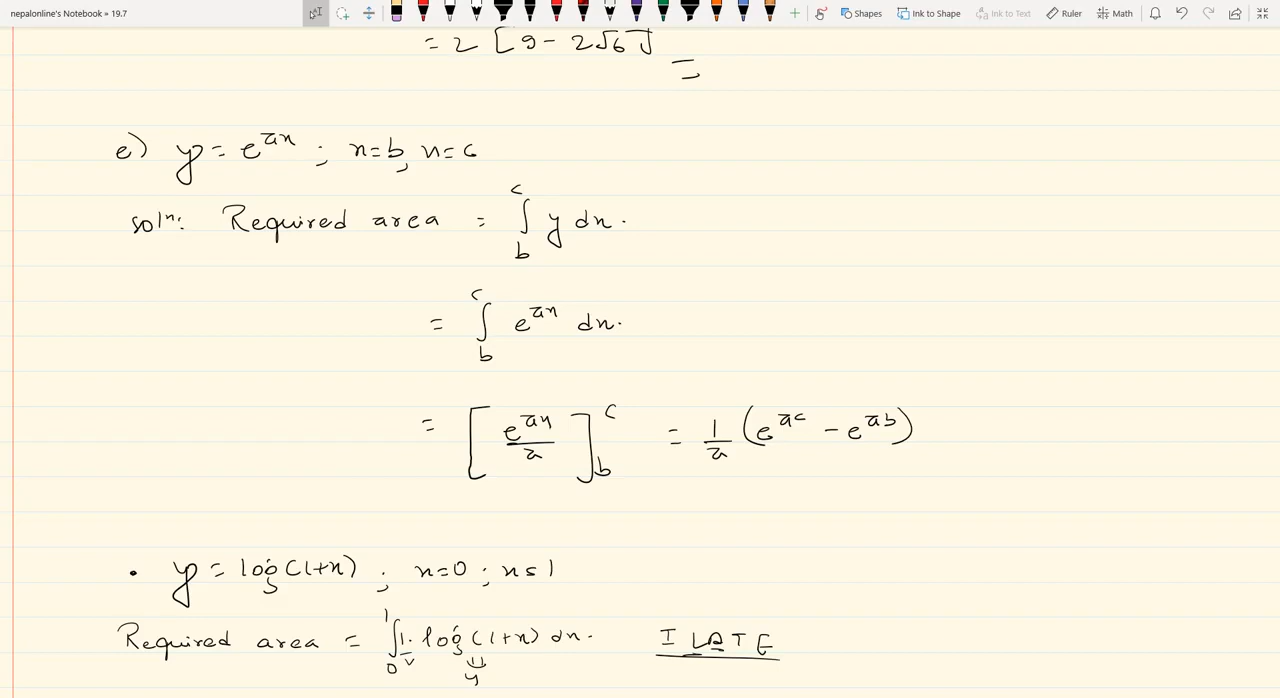 nepalonline's Notebook » 19.7
Shapes Ink to Shape Ink to Text Ruler Math
= 2 [9 - 2√6]
e) y = e^ax ; x=b, x=c
solⁿ: Required area = ∫_b^c y dx.
= ∫_b^c e^ax dx.
= [e^ax/a]_b^c = 1/a (e^ac - e^ab)
• y = log(1+x) ; x=0 ; x=1
Required area = ∫_0^1 1. log(1+x) dx. I L A T E
v u